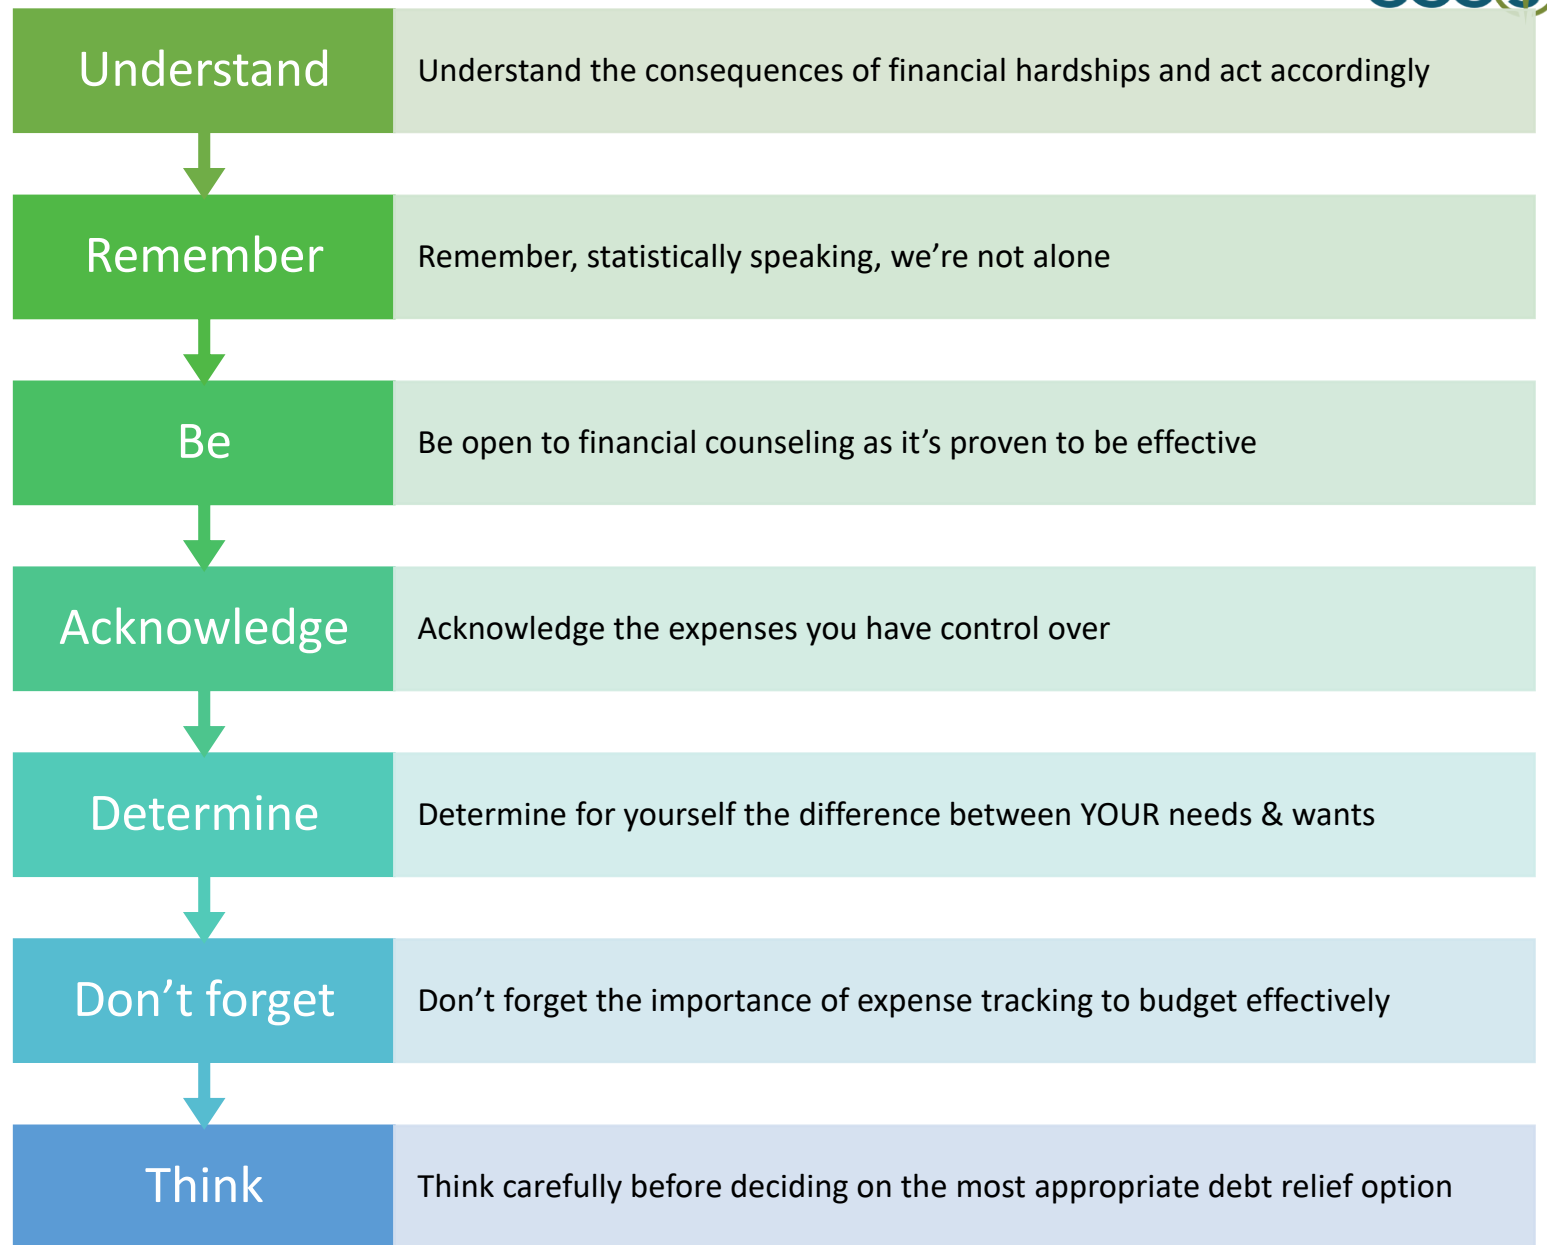 Understand
Understand the consequences of financial hardships and act accordingly
Remember
Remember, statistically speaking, we’re not alone
Be
Be open to financial counseling as it’s proven to be effective
Acknowledge
Acknowledge the expenses you have control over
Determine
Determine for yourself the difference between YOUR needs & wants
Don’t forget
Don’t forget the importance of expense tracking to budget effectively
Think
Think carefully before deciding on the most appropriate debt relief option